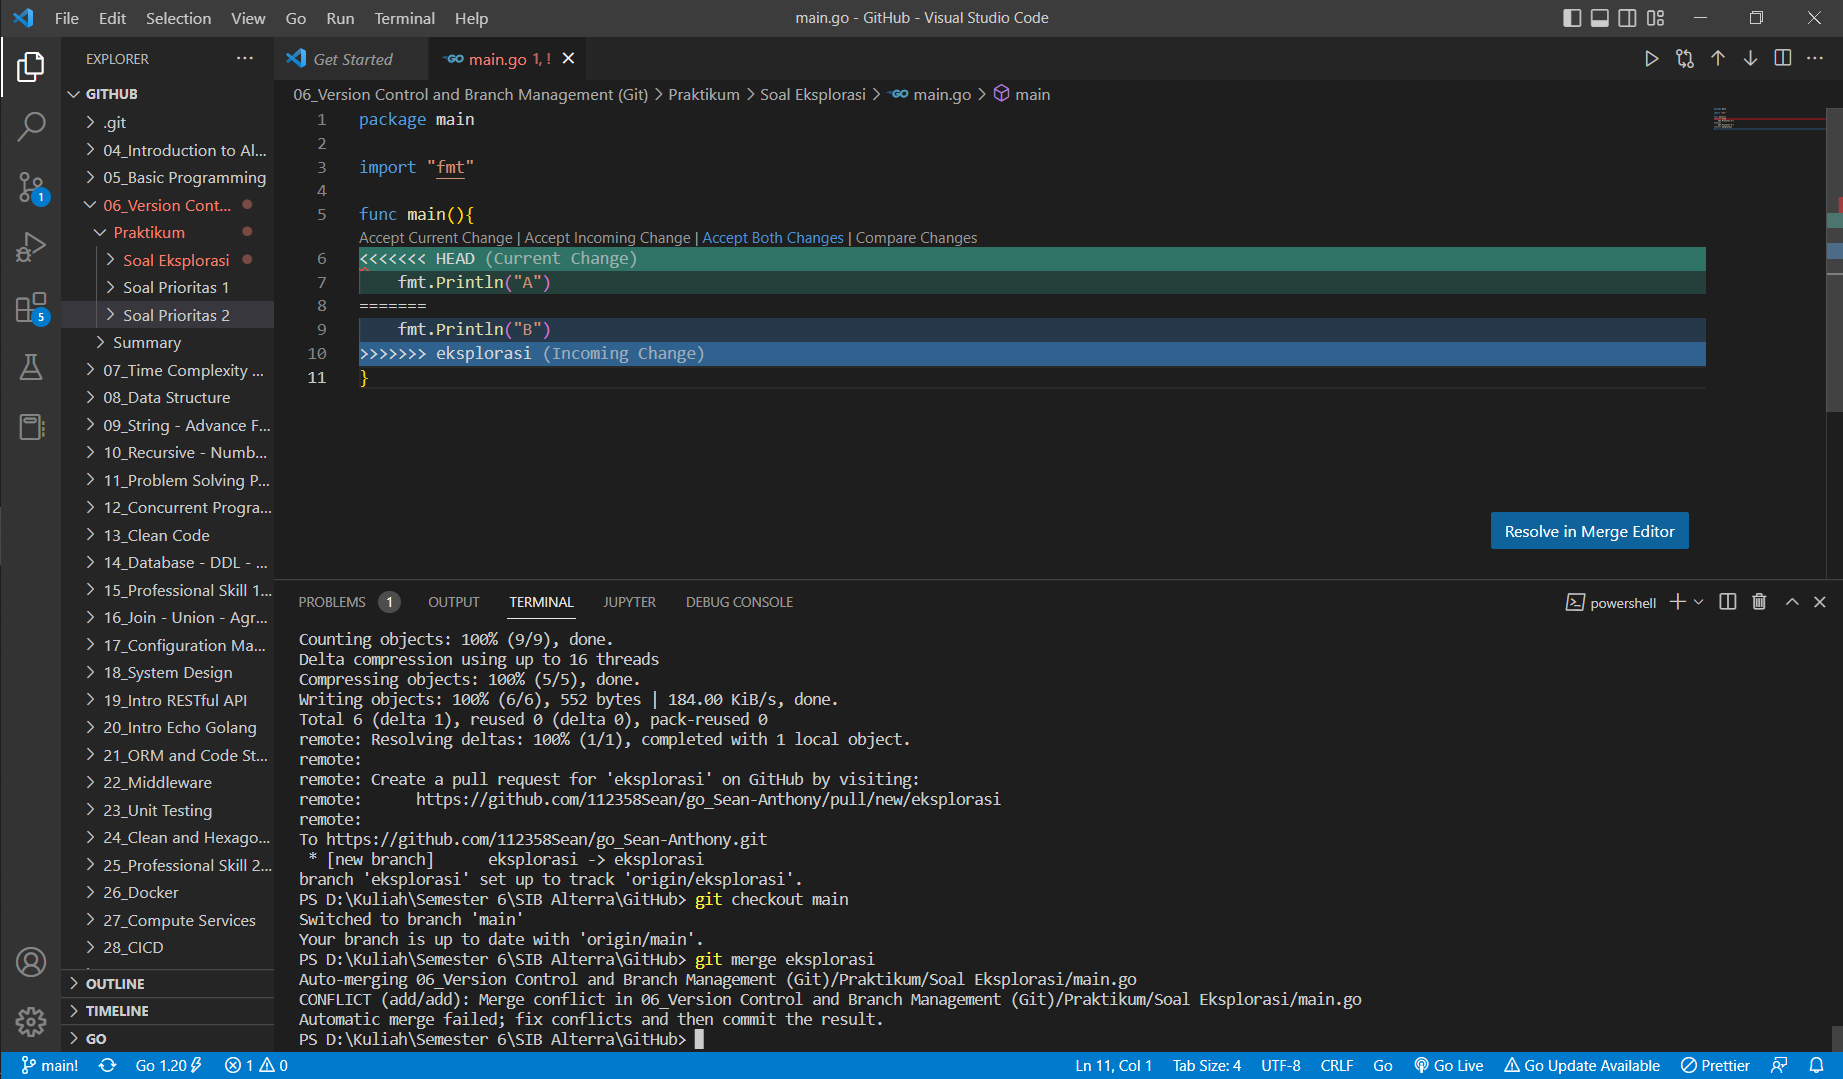 File Edit Selection View Go Run Terminal Help
main.go - GitHub - Visual Studio Code
EXPLORER
GITHUB
.git
04_Introduction to Al...
05_Basic Programming
06_Version Cont...
Praktikum
Soal Eksplorasi
Soal Prioritas 1
Soal Prioritas 2
Summary
07_Time Complexity ...
08_Data Structure
09_String - Advance F...
10_Recursive - Numb...
11_Problem Solving P...
12_Concurrent Progra...
13_Clean Code
14_Database - DDL - ...
15_Professional Skill 1...
16_Join - Union - Agr...
17_Configuration Ma...
18_System Design
19_Intro RESTful API
20_Intro Echo Golang
21_ORM and Code St...
22_Middleware
23_Unit Testing
24_Clean and Hexago...
25_Professional Skill 2...
26_Docker
27_Compute Services
28_CICD
OUTLINE
TIMELINE
GO
1
5
Get Started
GO main.go 1, !
06_Version Control and Branch Management (Git) > Praktikum > Soal Eksplorasi > GO main.go > main
1 package main
2
3 import "fmt"
4
5 func main(){
Accept Current Change | Accept Incoming Change | Accept Both Changes | Compare Changes
6 <<<<<<< HEAD (Current Change)
7 fmt.Println("A")
8 =======
9 fmt.Println("B")
10 >>>>>>> eksplorasi (Incoming Change)
11 }
Resolve in Merge Editor
PROBLEMS 1 OUTPUT TERMINAL JUPYTER DEBUG CONSOLE
powershell
Counting objects: 100% (9/9), done.
Delta compression using up to 16 threads
Compressing objects: 100% (5/5), done.
Writing objects: 100% (6/6), 552 bytes | 184.00 KiB/s, done.
Total 6 (delta 1), reused 0 (delta 0), pack-reused 0
remote: Resolving deltas: 100% (1/1), completed with 1 local object.
remote:
remote: Create a pull request for 'eksplorasi' on GitHub by visiting:
remote:      https://github.com/112358Sean/go_Sean-Anthony/pull/new/eksplorasi
remote:
To https://github.com/112358Sean/go_Sean-Anthony.git
 * [new branch]      eksplorasi -> eksplorasi
branch 'eksplorasi' set up to track 'origin/eksplorasi'.
PS D:\Kuliah\Semester 6\SIB Alterra\GitHub> git checkout main
Switched to branch 'main'
Your branch is up to date with 'origin/main'.
PS D:\Kuliah\Semester 6\SIB Alterra\GitHub> git merge eksplorasi
Auto-merging 06_Version Control and Branch Management (Git)/Praktikum/Soal Eksplorasi/main.go
CONFLICT (add/add): Merge conflict in 06_Version Control and Branch Management (Git)/Praktikum/Soal Eksplorasi/main.go
Automatic merge failed; fix conflicts and then commit the result.
PS D:\Kuliah\Semester 6\SIB Alterra\GitHub>
main! Go 1.20 1 0 Ln 11, Col 1 Tab Size: 4 UTF-8 CRLF Go Go Live Go Update Available Prettier